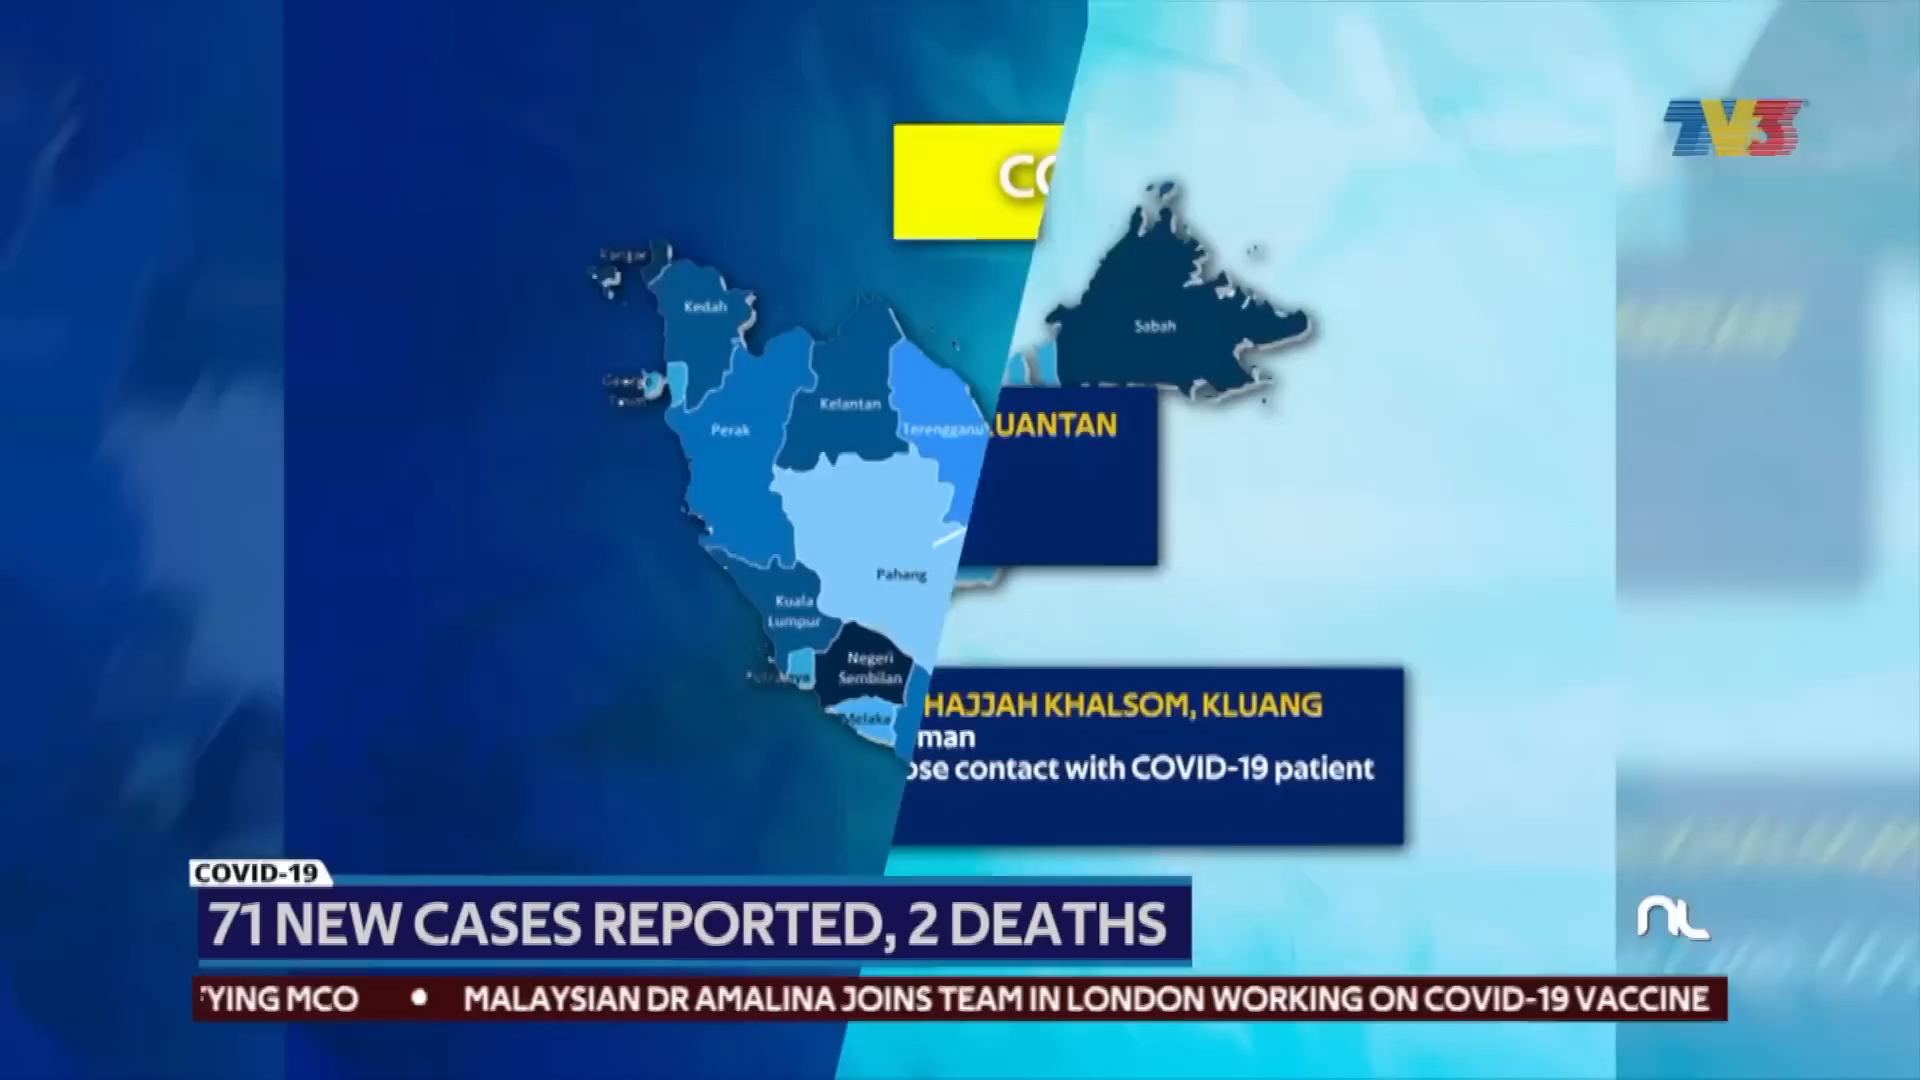 TV3
CO
Kedah
Sabah
Kelantan
Perak
Terengganu
UANTAN
Pahang
Kuala
Lumpur
Negeri
Sembilan
Melaka
HAJJAH KHALSOM, KLUANG
man
ose contact with COVID-19 patient
COVID-19
71 NEW CASES REPORTED, 2 DEATHS
NL
YING MCO • MALAYSIAN DR AMALINA JOINS TEAM IN LONDON WORKING ON COVID-19 VACCINE